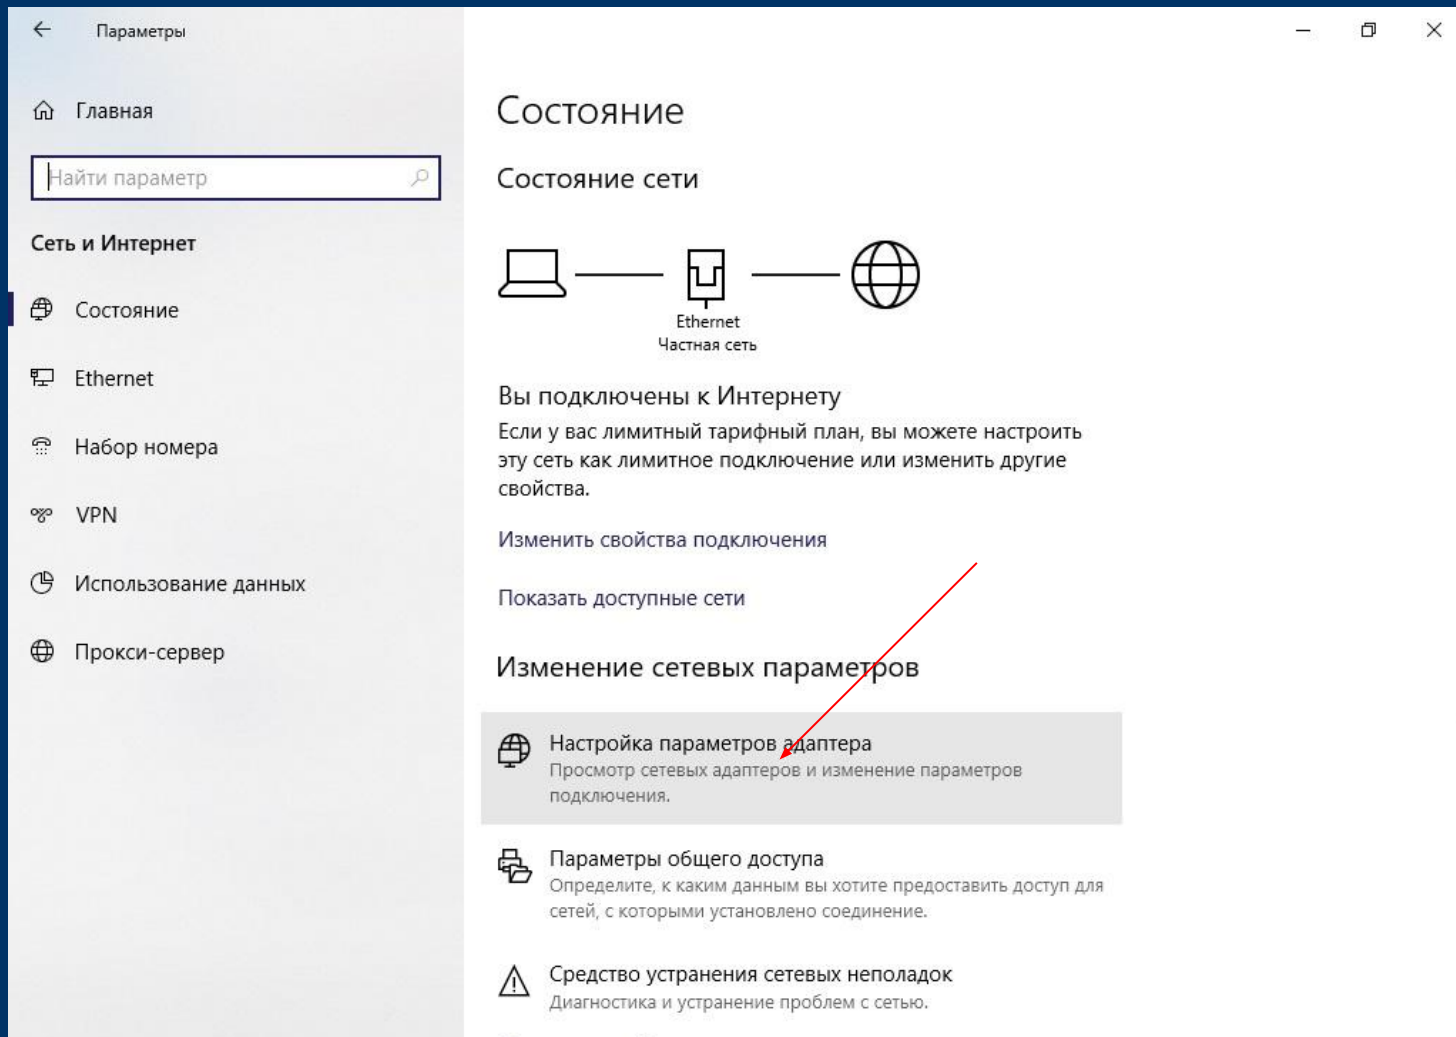 Параметры
Главная
Найти параметр
Сеть и Интернет
Состояние
Ethernet
Набор номера
VPN
Использование данных
Прокси-сервер
Состояние
Состояние сети
Ethernet
Частная сеть
Вы подключены к Интернету
Если у вас лимитный тарифный план, вы можете настроить
эту сеть как лимитное подключение или изменить другие
свойства.
Изменить свойства подключения
Показать доступные сети
Изменение сетевых параметров
Настройка параметров адаптера
Просмотр сетевых адаптеров и изменение параметров
подключения.
Параметры общего доступа
Определите, к каким данным вы хотите предоставить доступ для
сетей, с которыми установлено соединение.
Средство устранения сетевых неполадок
Диагностика и устранение проблем с сетью.